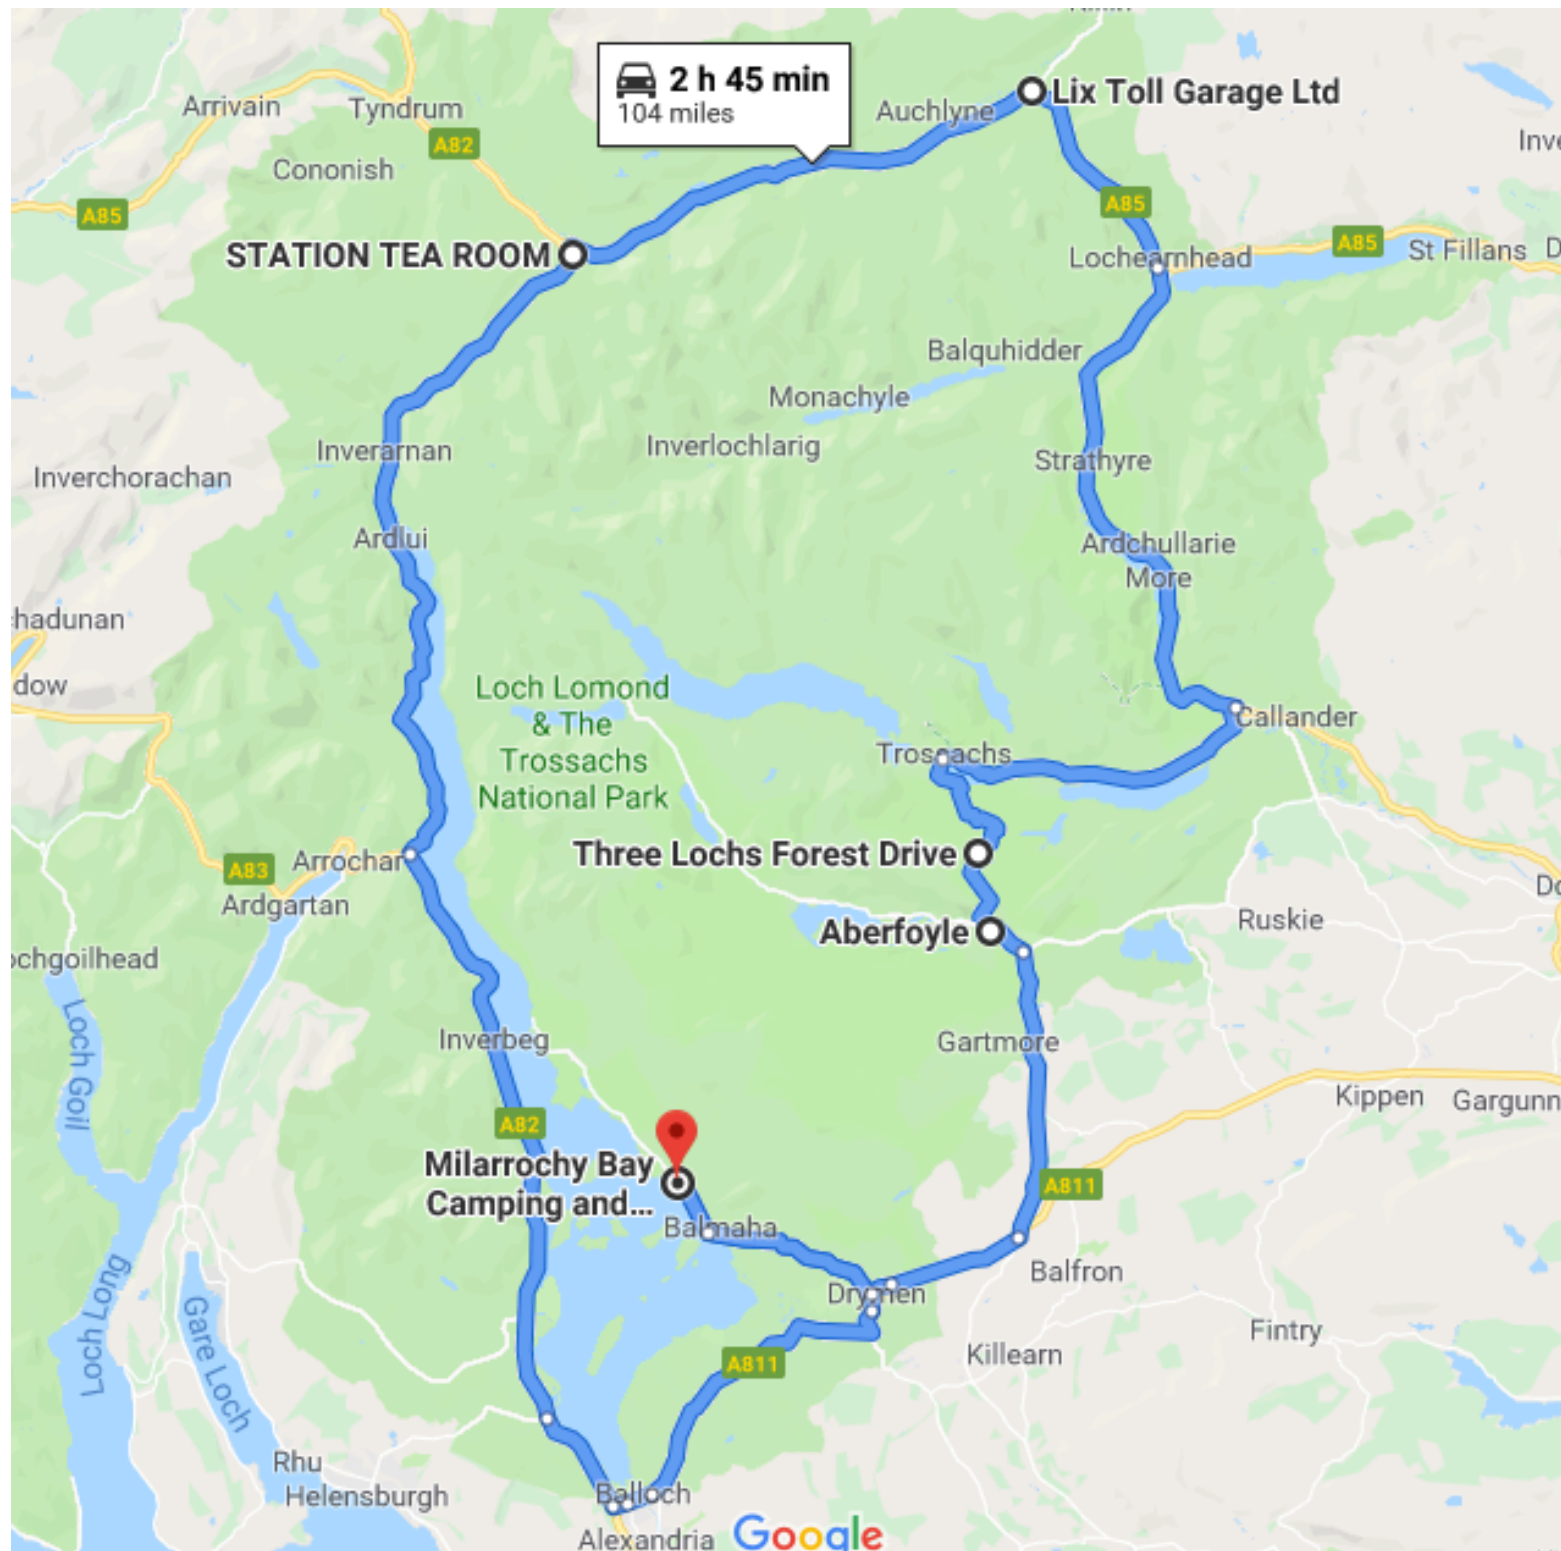 2 h 45 min
104 miles
Lix Toll Garage Ltd
Auchlyne
Arrivain
Tyndrum
A82
Cononish
A85
STATION TEA ROOM
A85
Lochearnhead
A85
St Fillans
Balquhidder
Monachyle
Inverlochlarig
Inverarnan
Inverchorachan
Strathyre
Ardlui
Ardchullarie
More
hadunan
dow
Loch Lomond
& The
Trossachs
National Park
Callander
Trossachs
Three Lochs Forest Drive
A83
Arrochar
Ardgartan
Aberfoyle
Ruskie
ochgoilhead
Loch Goil
Inverbeg
Gartmore
Kippen
Gargunn
A82
Milarrochy Bay
Camping and...
A811
Balmaha
Balfron
Drymen
Loch Long
Gare Loch
Fintry
Killearn
A811
Rhu
Helensburgh
Balloch
Alexandria
Google